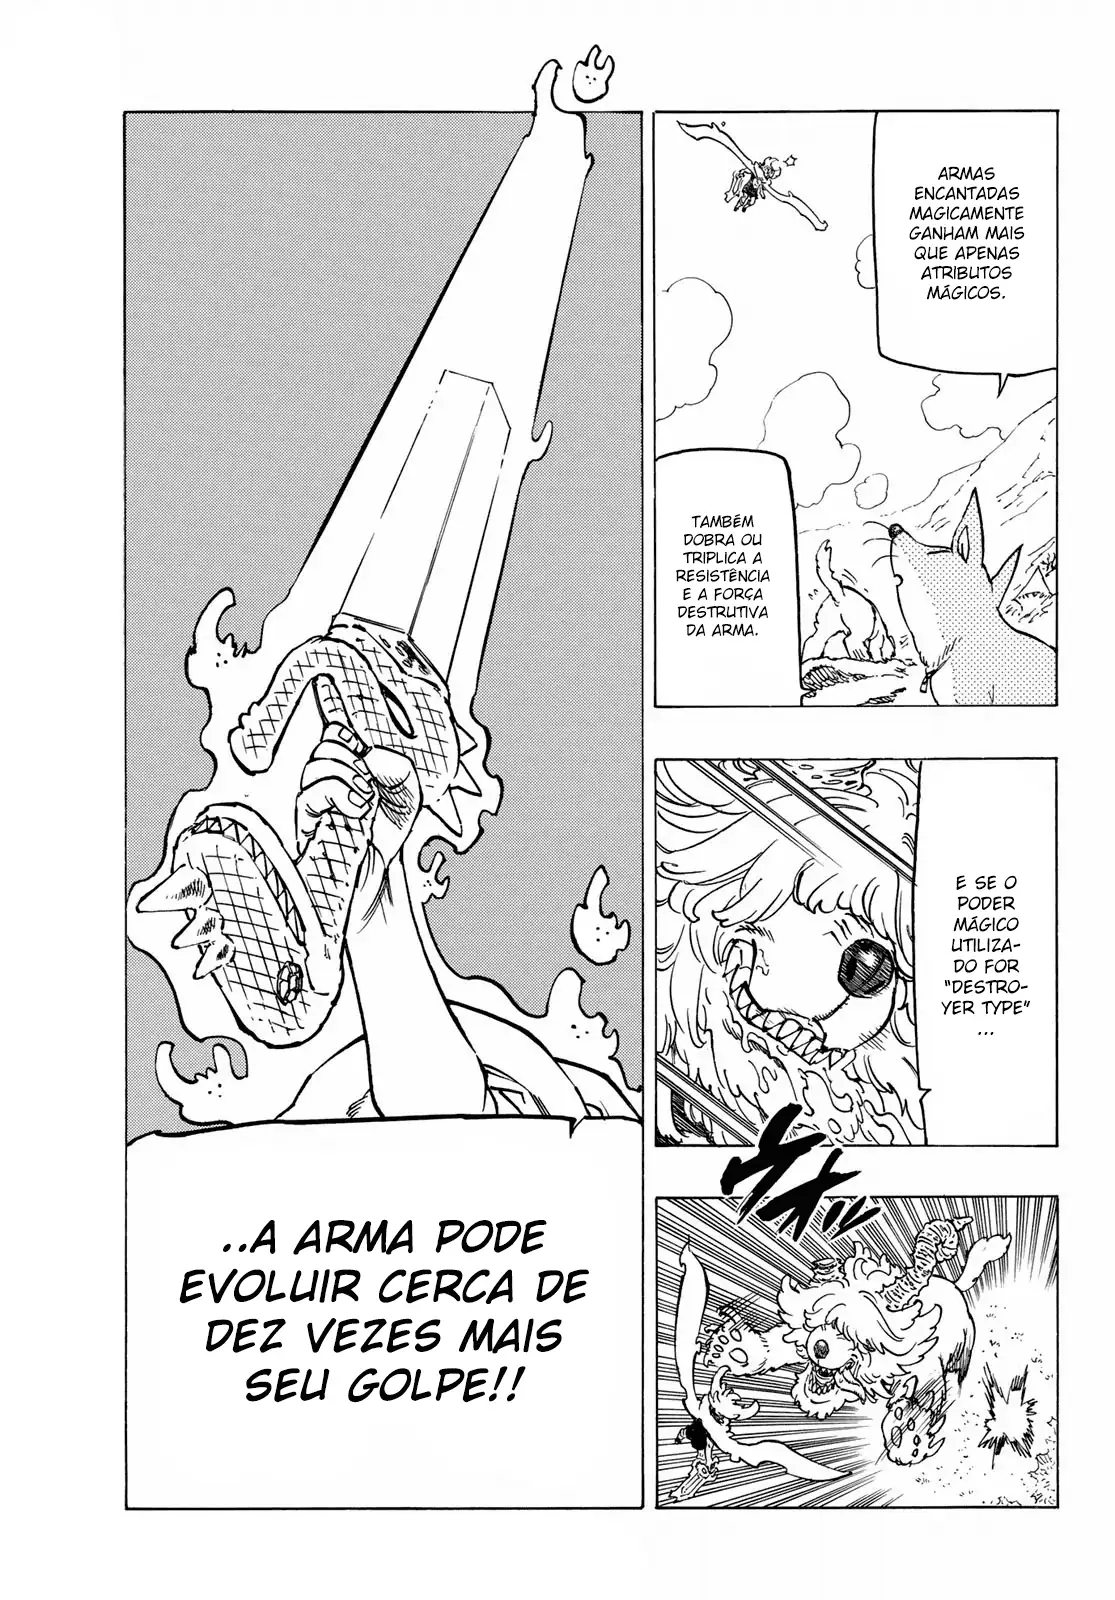 ARMAS
ENCANTADAS
MAGICAMENTE
GANHAM MAIS
QUE APENAS
ATRIBUTOS
MÁGICOS.
TAMBÉM
DOBRA OU
TRIPLICA A
RESISTÊNCIA
E A FORÇA
DESTRUTIVA
DA ARMA.
E SE O
PODER
MÁGICO
UTILIZA-
DO FOR
"DESTRO-
YER TYPE"
...
..A ARMA PODE
EVOLUIR CERCA DE
DEZ VEZES MAIS
SEU GOLPE!!